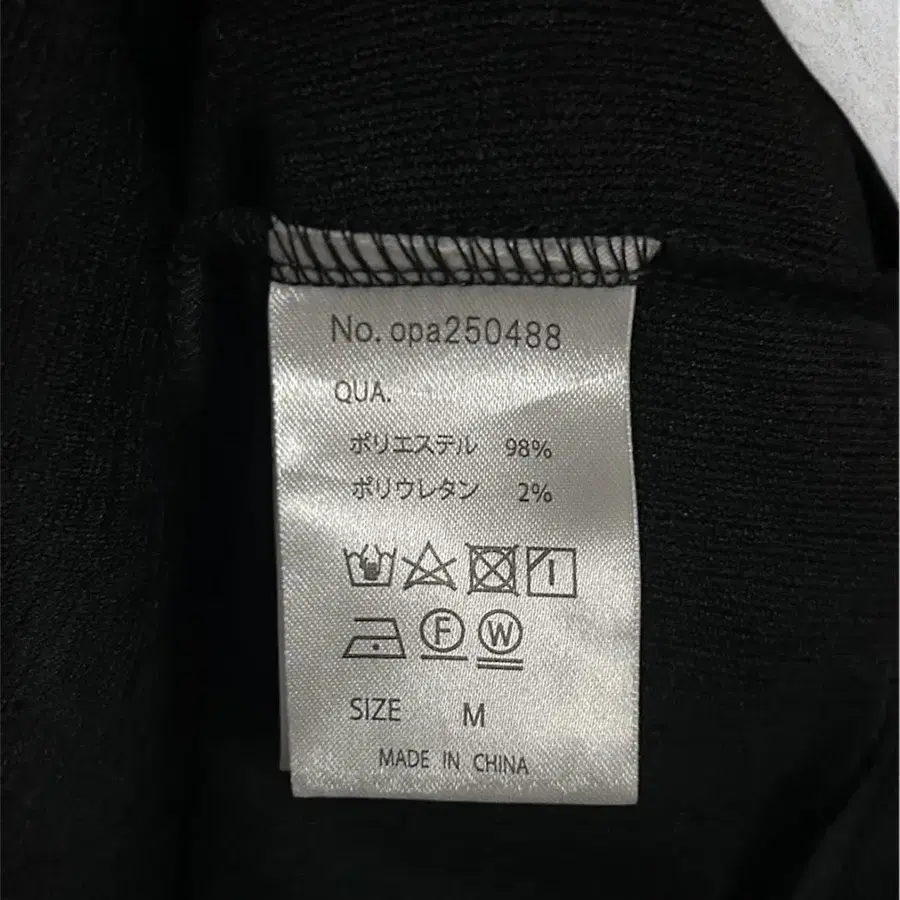 No. opa250488
QUA.
ポリエステル 98%
ポリウレタン 2%
F W
SIZE M
MADE IN CHINA